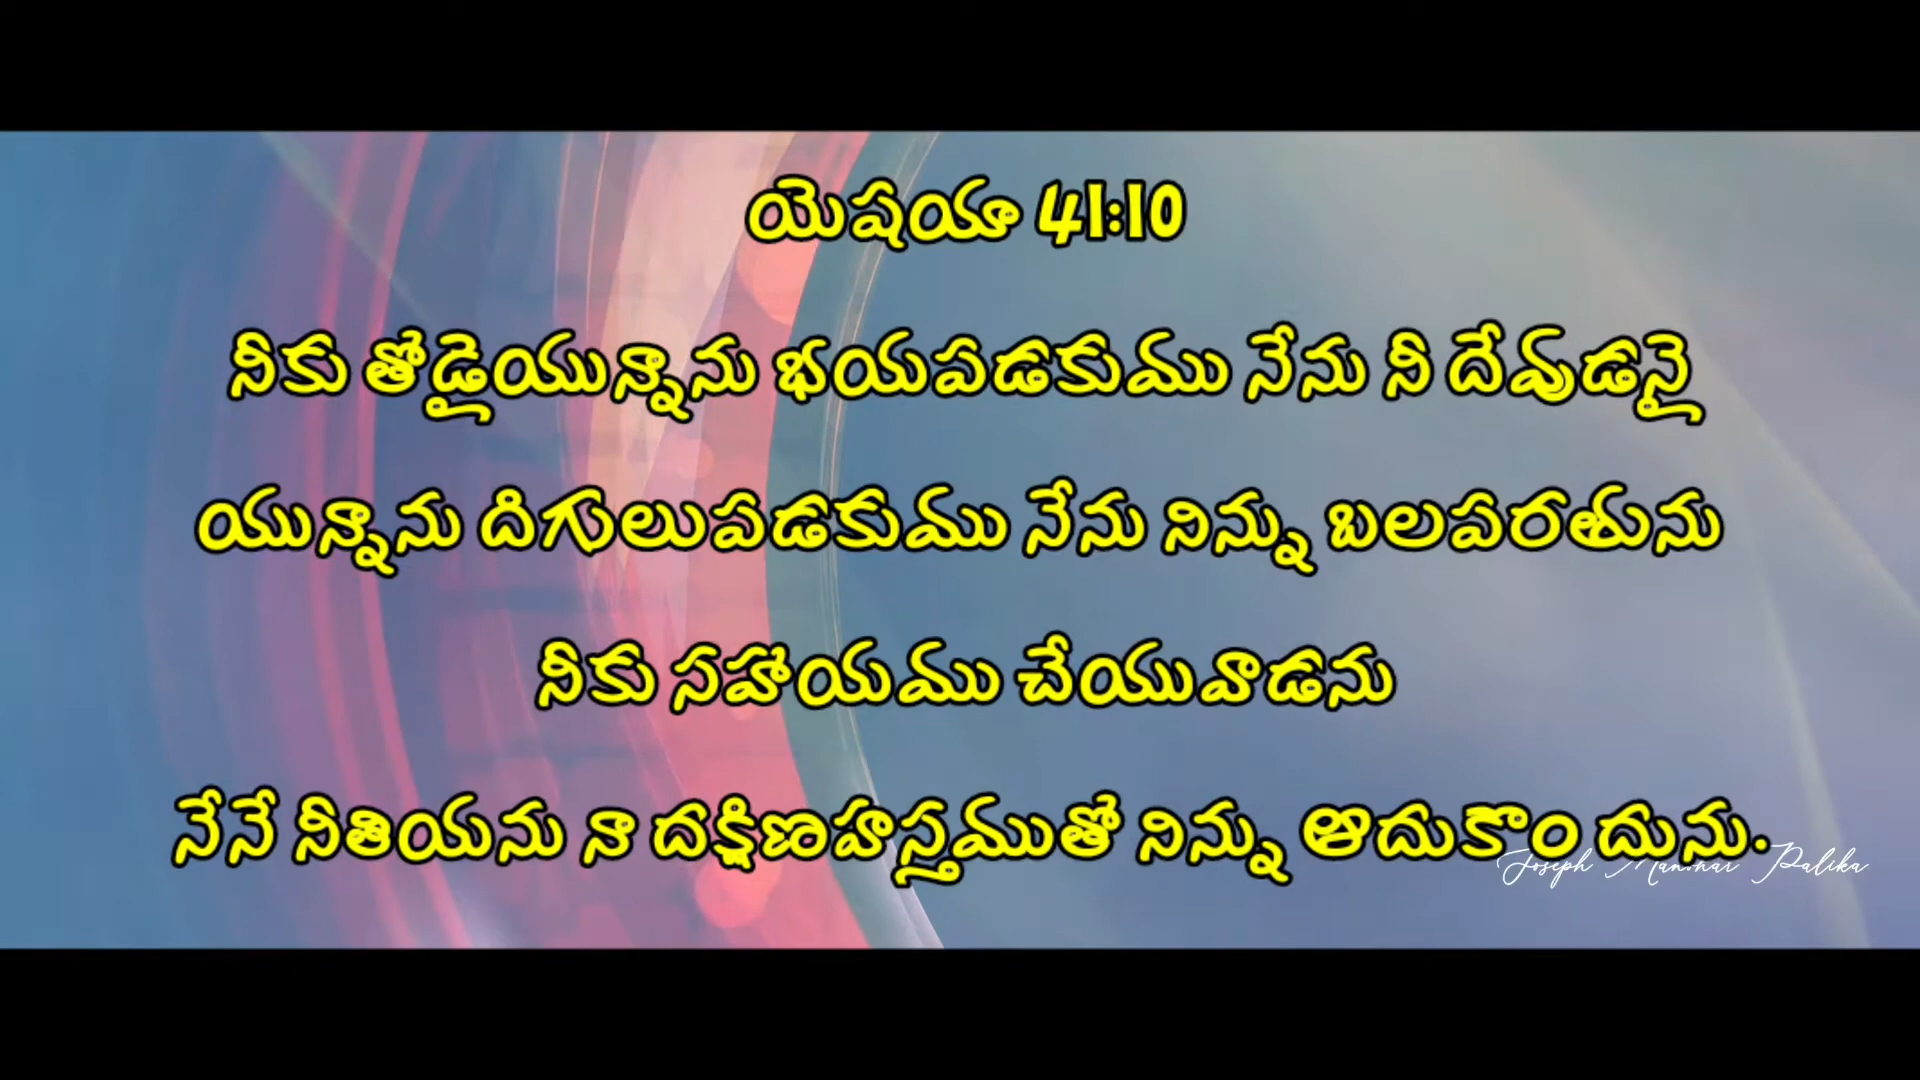 యెషయా 41:10
నీకు తోడైయున్నాను భయపడకుము నేను నీ దేవుడనై
యున్నాను దిగులుపడకుము నేను నిన్ను బలపరతును
నీకు సహాయము చేయువాడను
నేనే నీతియను నా దక్షిణహస్తముతో నిన్ను ఆదుకొం దును.
Joseph Palika